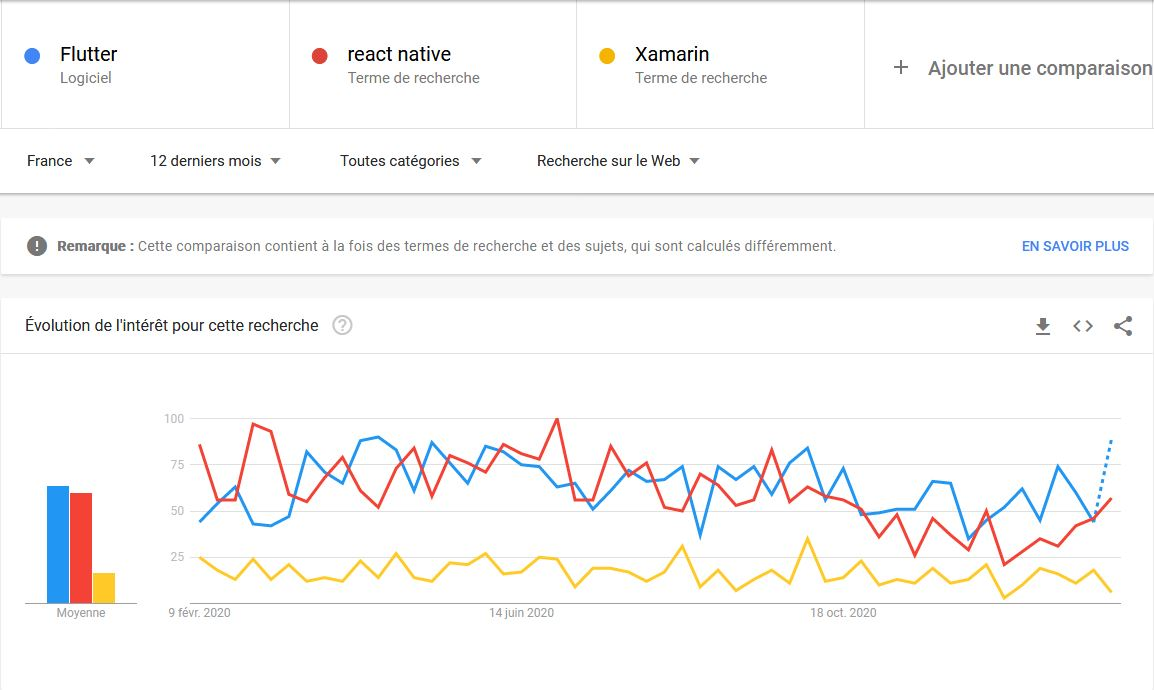 Flutter
Logiciel
react native
Terme de recherche
Xamarin
Terme de recherche
+ Ajouter une comparaison
France
12 derniers mois
Toutes catégories
Recherche sur le Web
! Remarque : Cette comparaison contient à la fois des termes de recherche et des sujets, qui sont calculés différemment.
EN SAVOIR PLUS
Évolution de l'intérêt pour cette recherche ?
100
75
50
25
Moyenne
9 févr. 2020
14 juin 2020
18 oct. 2020